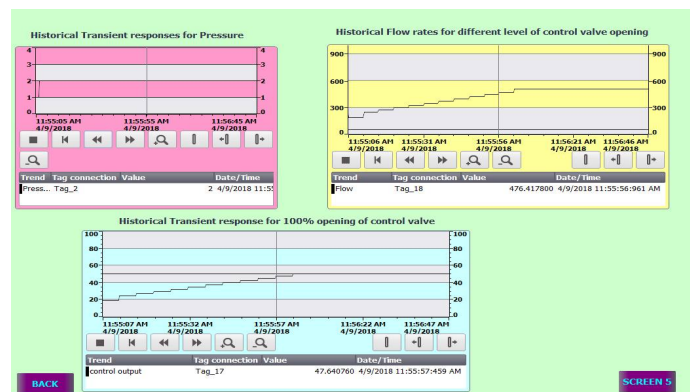 Historical Transient responses for Pressure
4 4
3 3
2 2
1 1
0 0
11:55:05 AM 11:55:55 AM 11:56:45 AM
4/9/2018 4/9/2018 4/9/2018
Trend Tag connection Value Date/Time
Press... Tag_2 2 4/9/2018 11:55
Historical Flow rates for different level of control valve opening
900 900
600 600
300 300
0 0
11:55:06 AM 11:55:31 AM 11:55:56 AM 11:56:21 AM 11:56:46 AM
4/9/2018 4/9/2018 4/9/2018 4/9/2018 4/9/2018
Trend Tag connection Value Date/Time
Flow Tag_18 476.417800 4/9/2018 11:55:56:961 AM
Historical Transient response for 100% opening of control valve
100 100
80 80
60 60
40 40
20 20
0 0
11:55:07 AM 11:55:32 AM 11:55:57 AM 11:56:22 AM 11:56:47 AM
4/9/2018 4/9/2018 4/9/2018 4/9/2018 4/9/2018
Trend Tag connection Value Date/Time
control output Tag_17 47.640760 4/9/2018 11:55:57:459 AM
BACK
SCREEN 5